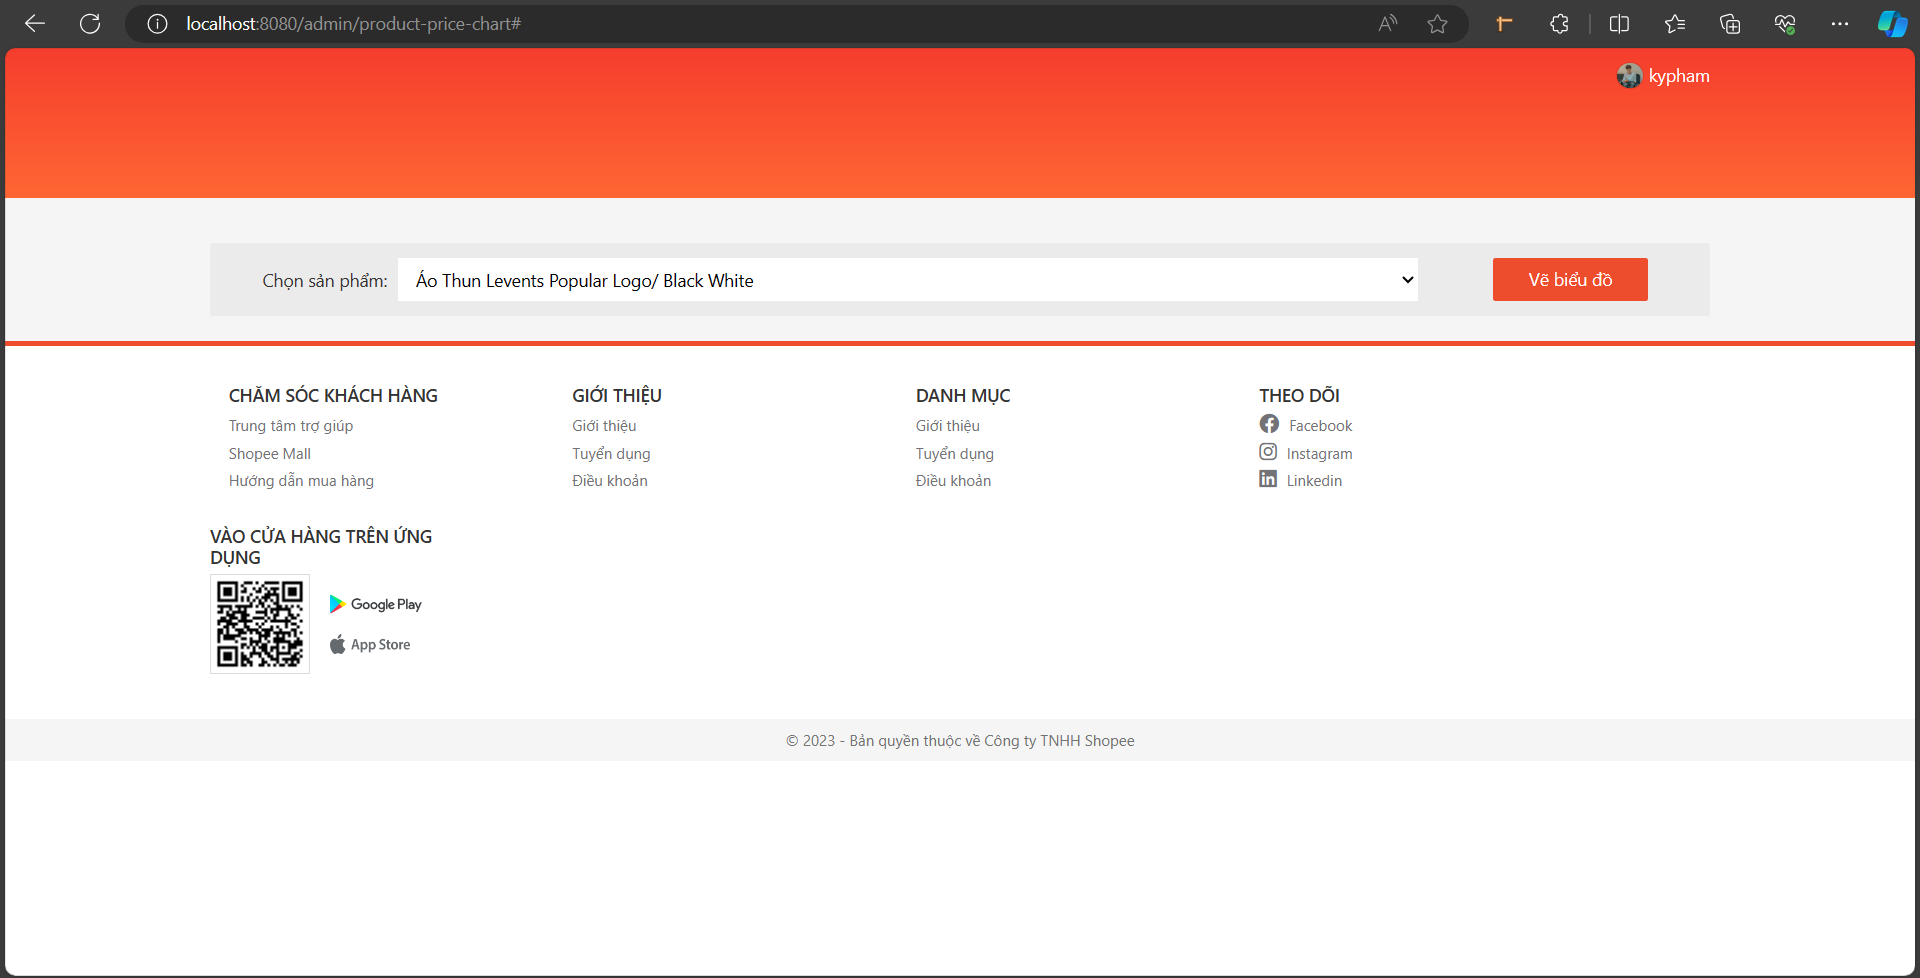 localhost:8080/admin/product-price-chart#
kypham
Chọn sản phẩm: Áo Thun Levents Popular Logo/ Black White Vẽ biểu đồ
CHĂM SÓC KHÁCH HÀNG
Trung tâm trợ giúp
Shopee Mall
Hướng dẫn mua hàng
GIỚI THIỆU
Giới thiệu
Tuyển dụng
Điều khoản
DANH MỤC
Giới thiệu
Tuyển dụng
Điều khoản
THEO DÕI
Facebook
Instagram
Linkedin
VÀO CỬA HÀNG TRÊN ỨNG
DỤNG
Google Play
App Store
© 2023 - Bản quyền thuộc về Công ty TNHH Shopee